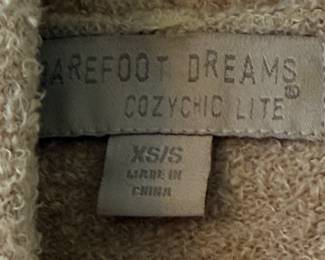 BAREFOOT DREAMS®
COZYCHIC LITE
XS/S
MADE IN
CHINA